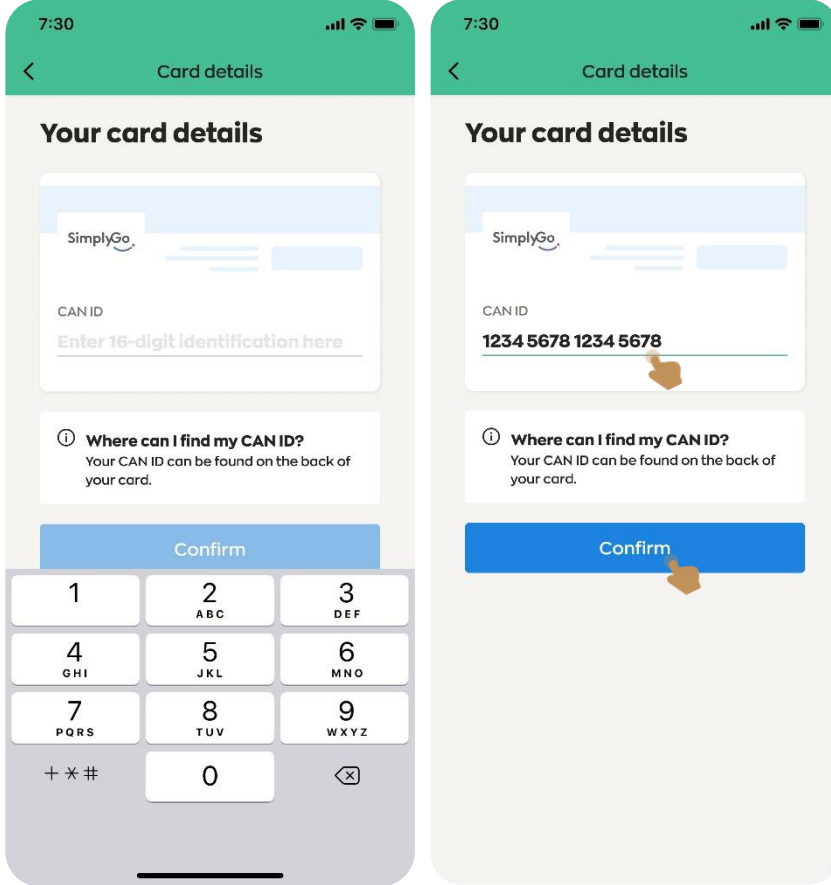 7:30
Card details
Your card details
SimplyGo
CAN ID
Enter 16-digit identification here
Where can I find my CAN ID?
Your CAN ID can be found on the back of
your card.
Confirm
1
2
ABC
3
DEF
4
GHI
5
JKL
6
MNO
7
PQRS
8
TUV
9
WXYZ
+*#
0
7:30
Card details
Your card details
SimplyGo
CAN ID
1234 5678 1234 5678
Where can I find my CAN ID?
Your CAN ID can be found on the back of
your card.
Confirm